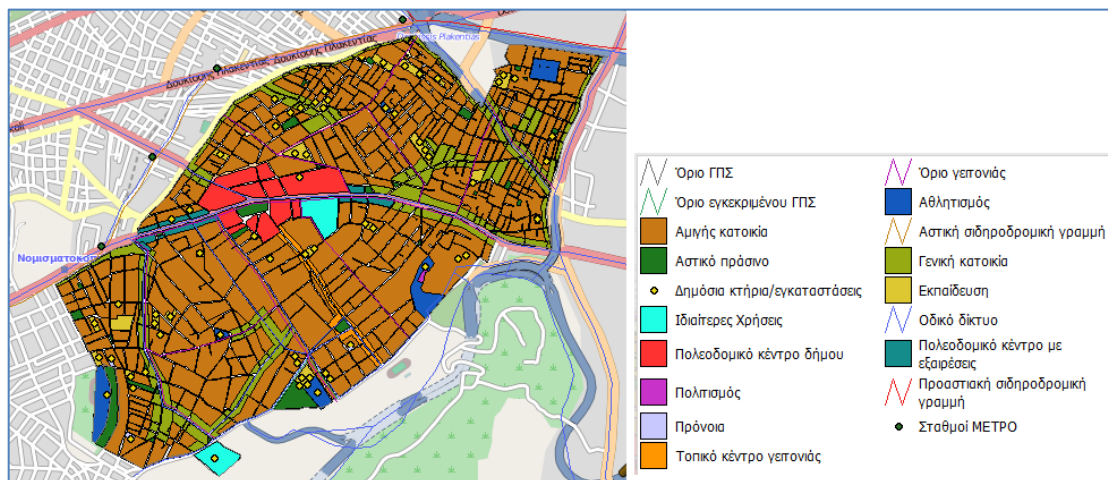 Doukissis Plakentias
Δουκίσσης Πλακεντίας Δουκίσσης Πλακεντίας
Νομισματοκοπ
Όριο ΓΠΣ
Όριο εγκεκριμένου ΓΠΣ
Αμιγής κατοικία
Αστικό πράσινο
Δημόσια κτήρια/εγκαταστάσεις
Ιδιαίτερες Χρήσεις
Πολεοδομικό κέντρο δήμου
Πολιτισμός
Πρόνοια
Τοπικό κέντρο γειτονιάς
Όριο γειτονιάς
Αθλητισμός
Αστική σιδηροδρομική γραμμή
Γενική κατοικία
Εκπαίδευση
Οδικό δίκτυο
Πολεοδομικό κέντρο με
εξαιρέσεις
Προαστιακή σιδηροδρομική
γραμμή
Σταθμοί ΜΕΤΡΟ